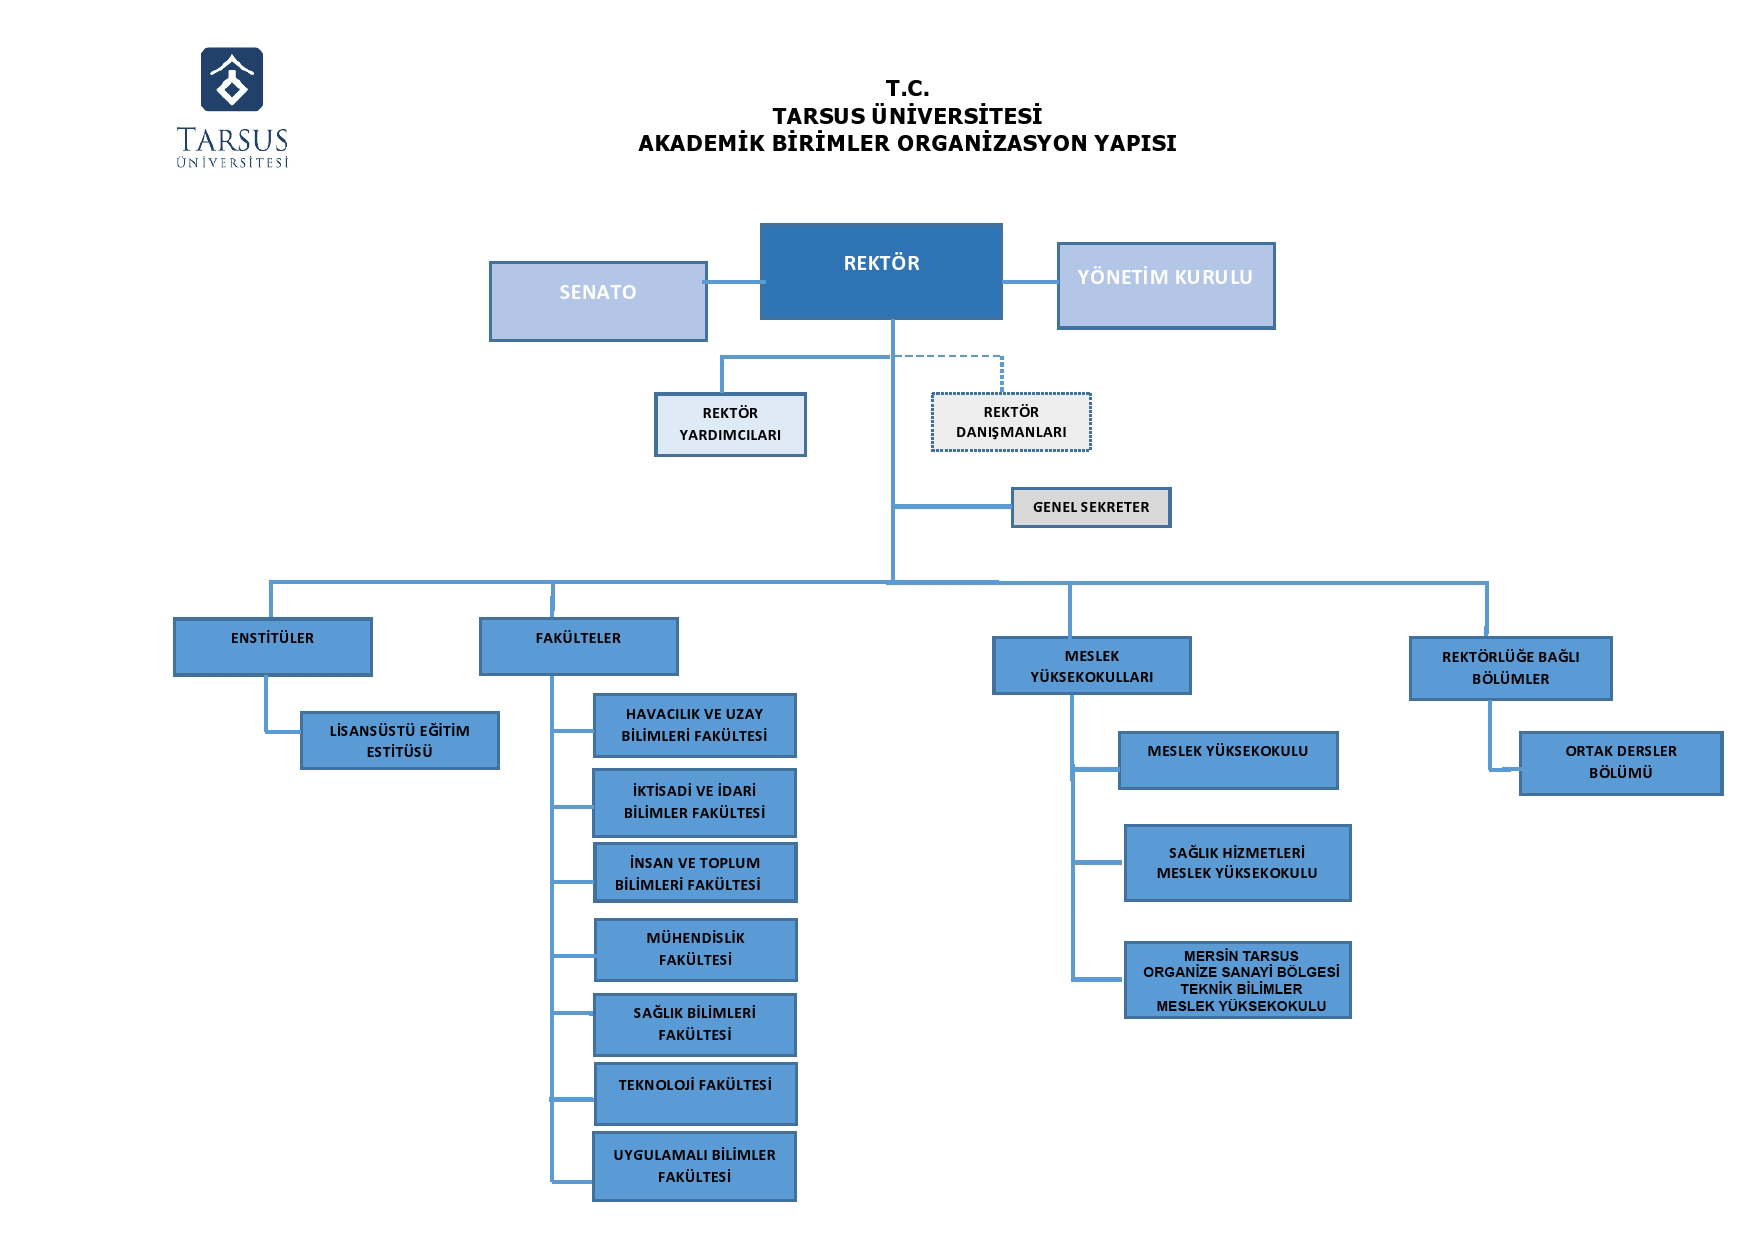 TARSUS
ÜNİVERSİTESİ
T.C.
TARSUS ÜNİVERSİTESİ
AKADEMİK BİRİMLER ORGANİZASYON YAPISI
SENATO
REKTÖR
YÖNETİM KURULU
REKTÖR
YARDIMCILARI
REKTÖR
DANIŞMANLARI
GENEL SEKRETER
ENSTİTÜLER
LİSANSÜSTÜ EĞİTİM
ESTİTÜSÜ
FAKÜLTELER
HAVACILIK VE UZAY
BİLİMLERİ FAKÜLTESİ
İKTİSADİ VE İDARİ
BİLİMLER FAKÜLTESİ
İNSAN VE TOPLUM
BİLİMLERİ FAKÜLTESİ
MÜHENDİSLİK
FAKÜLTESİ
SAĞLIK BİLİMLERİ
FAKÜLTESİ
TEKNOLOJİ FAKÜLTESİ
UYGULAMALI BİLİMLER
FAKÜLTESİ
MESLEK
YÜKSEKOKULLARI
MESLEK YÜKSEKOKULU
SAĞLIK HİZMETLERİ
MESLEK YÜKSEKOKULU
MERSİN TARSUS
ORGANİZE SANAYİ BÖLGESİ
TEKNİK BİLİMLER
MESLEK YÜKSEKOKULU
REKTÖRLÜĞE BAĞLI
BÖLÜMLER
ORTAK DERSLER
BÖLÜMÜ